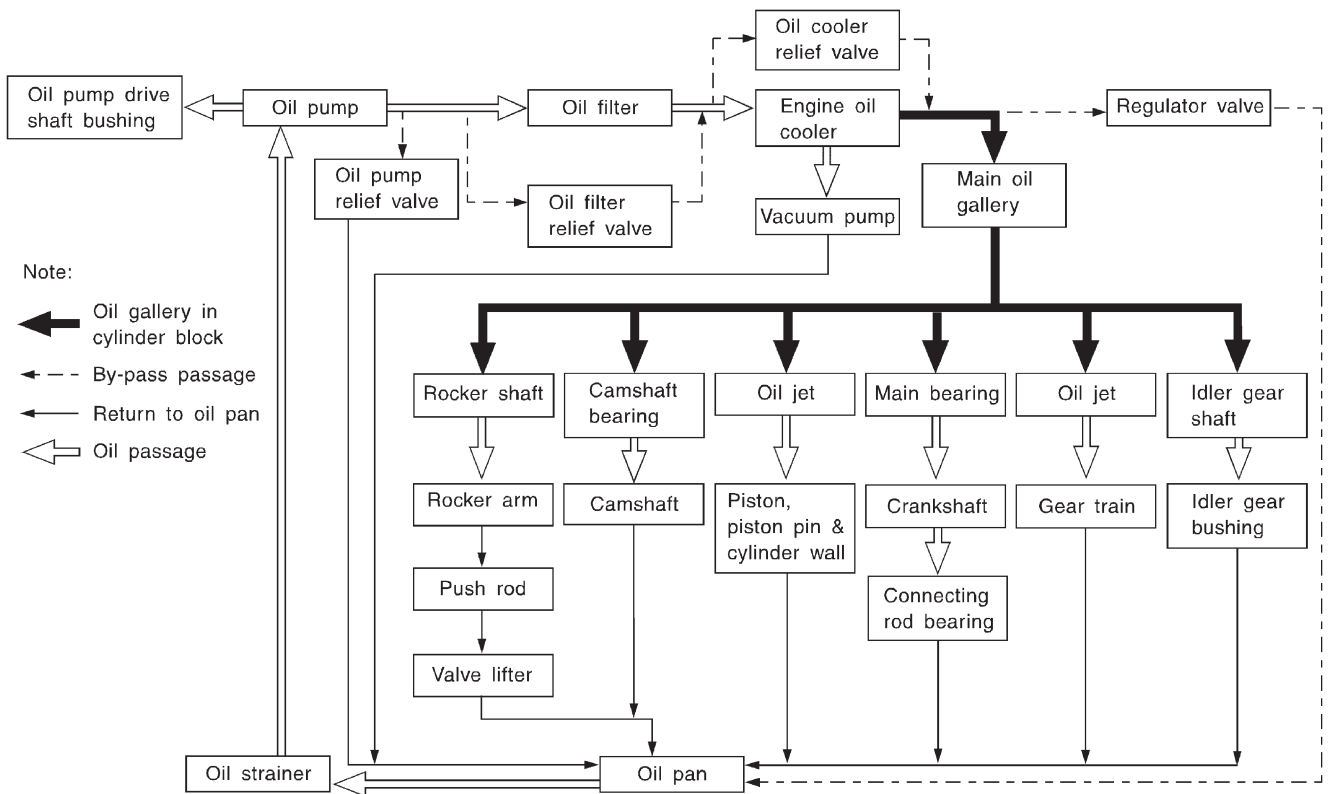 Oil cooler
relief valve
Oil pump drive
shaft bushing
Oil pump
Oil filter
Engine oil
cooler
Regulator valve
Oil pump
relief valve
Oil filter
relief valve
Vacuum pump
Main oil
gallery
Note:
Oil gallery in
cylinder block
By-pass passage
Return to oil pan
Oil passage
Rocker shaft
Camshaft
bearing
Oil jet
Main bearing
Oil jet
Idler gear
shaft
Rocker arm
Camshaft
Piston,
piston pin &
cylinder wall
Crankshaft
Gear train
Idler gear
bushing
Push rod
Connecting
rod bearing
Valve lifter
Oil strainer
Oil pan